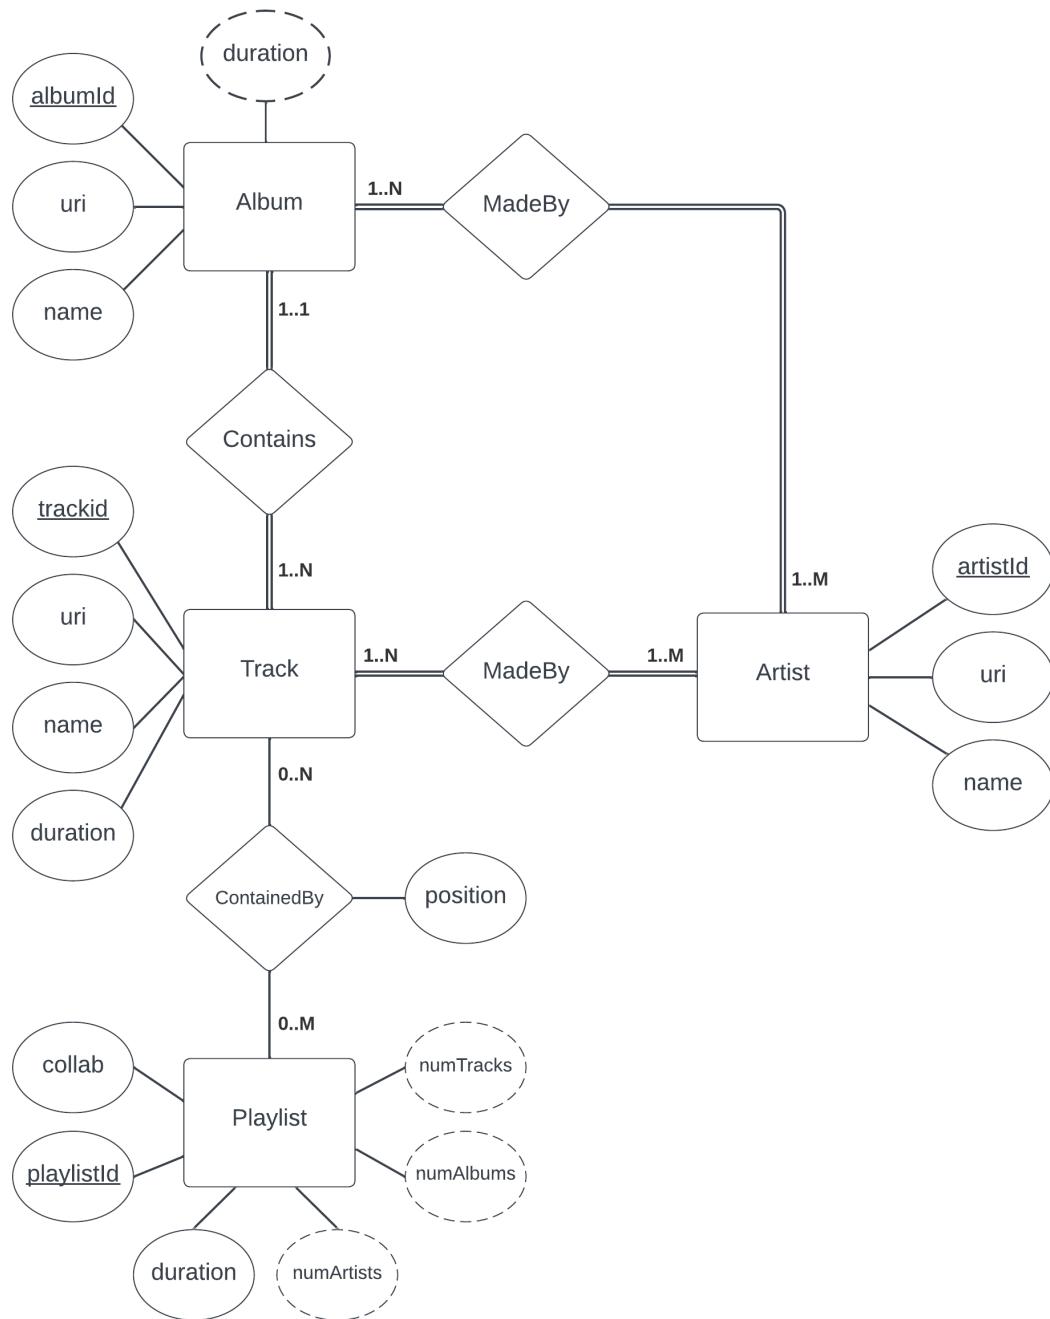 duration
albumId
uri
name
Album
1..N
MadeBy
1..1
Contains
1..N
1..M
trackid
uri
name
duration
Track
1..N
MadeBy
1..M
Artist
artistId
uri
name
0..N
ContainedBy
position
0..M
collab
playlistId
Playlist
numTracks
numAlbums
duration
numArtists